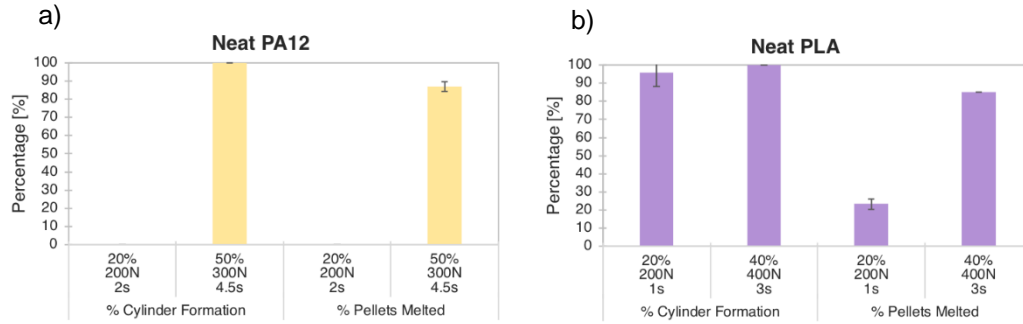 a)
Neat PA12
Percentage [%]
100
90
80
70
60
50
40
30
20
10
0
20% 50% 20% 50%
200N 300N 200N 300N
2s 4.5s 2s 4.5s
% Cylinder Formation % Pellets Melted
b)
Neat PLA
Percentage [%]
100
90
80
70
60
50
40
30
20
10
0
20% 40% 20% 40%
200N 400N 200N 400N
1s 3s 1s 3s
% Cylinder Formation % Pellets Melted